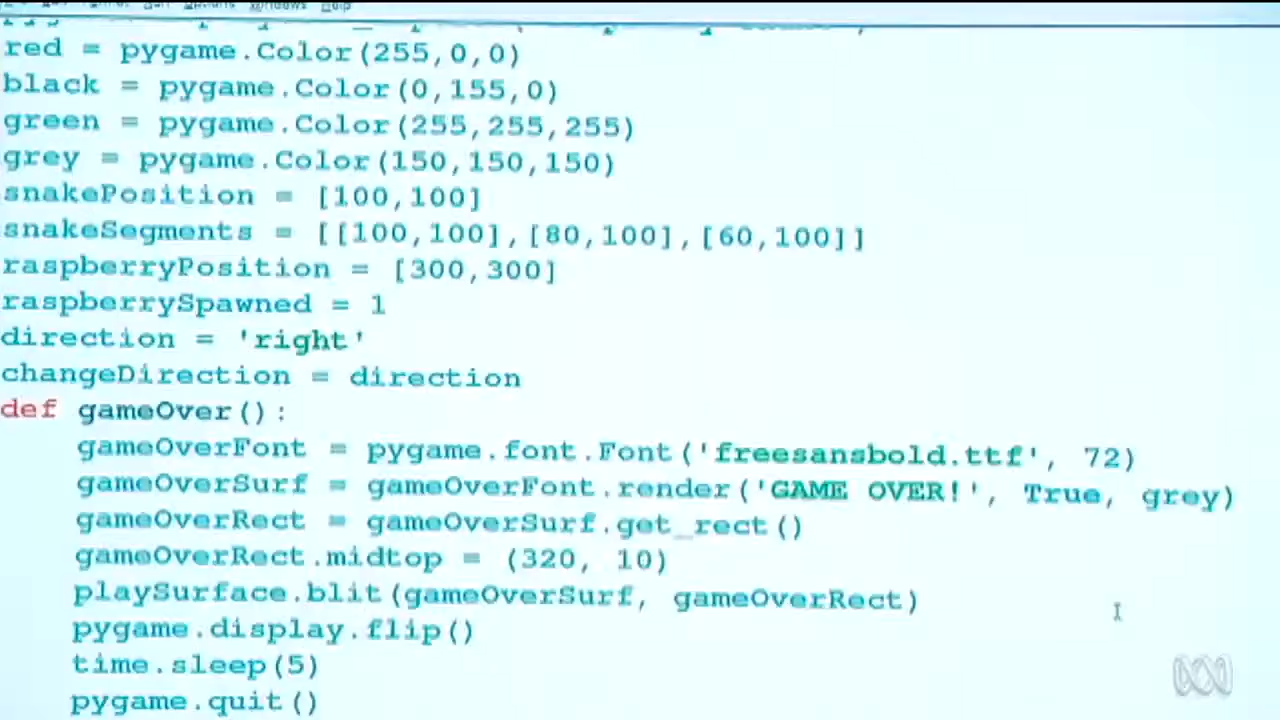 red = pygame.Color(255,0,0)
black = pygame.Color(0,155,0)
green = pygame.Color(255,255,255)
grey = pygame.Color(150,150,150)
snakePosition = [100,100]
snakeSegments = [[100,100],[80,100],[60,100]]
raspberryPosition = [300,300]
raspberrySpawned = 1
direction = 'right'
changeDirection = direction
def gameOver():
    gameOverFont = pygame.font.Font('freesansbold.ttf', 72)
    gameOverSurf = gameOverFont.render('GAME OVER!', True, grey)
    gameOverRect = gameOverSurf.get_rect()
    gameOverRect.midtop = (320, 10)
    playSurface.blit(gameOverSurf, gameOverRect)
    pygame.display.flip()
    time.sleep(5)
    pygame.quit()